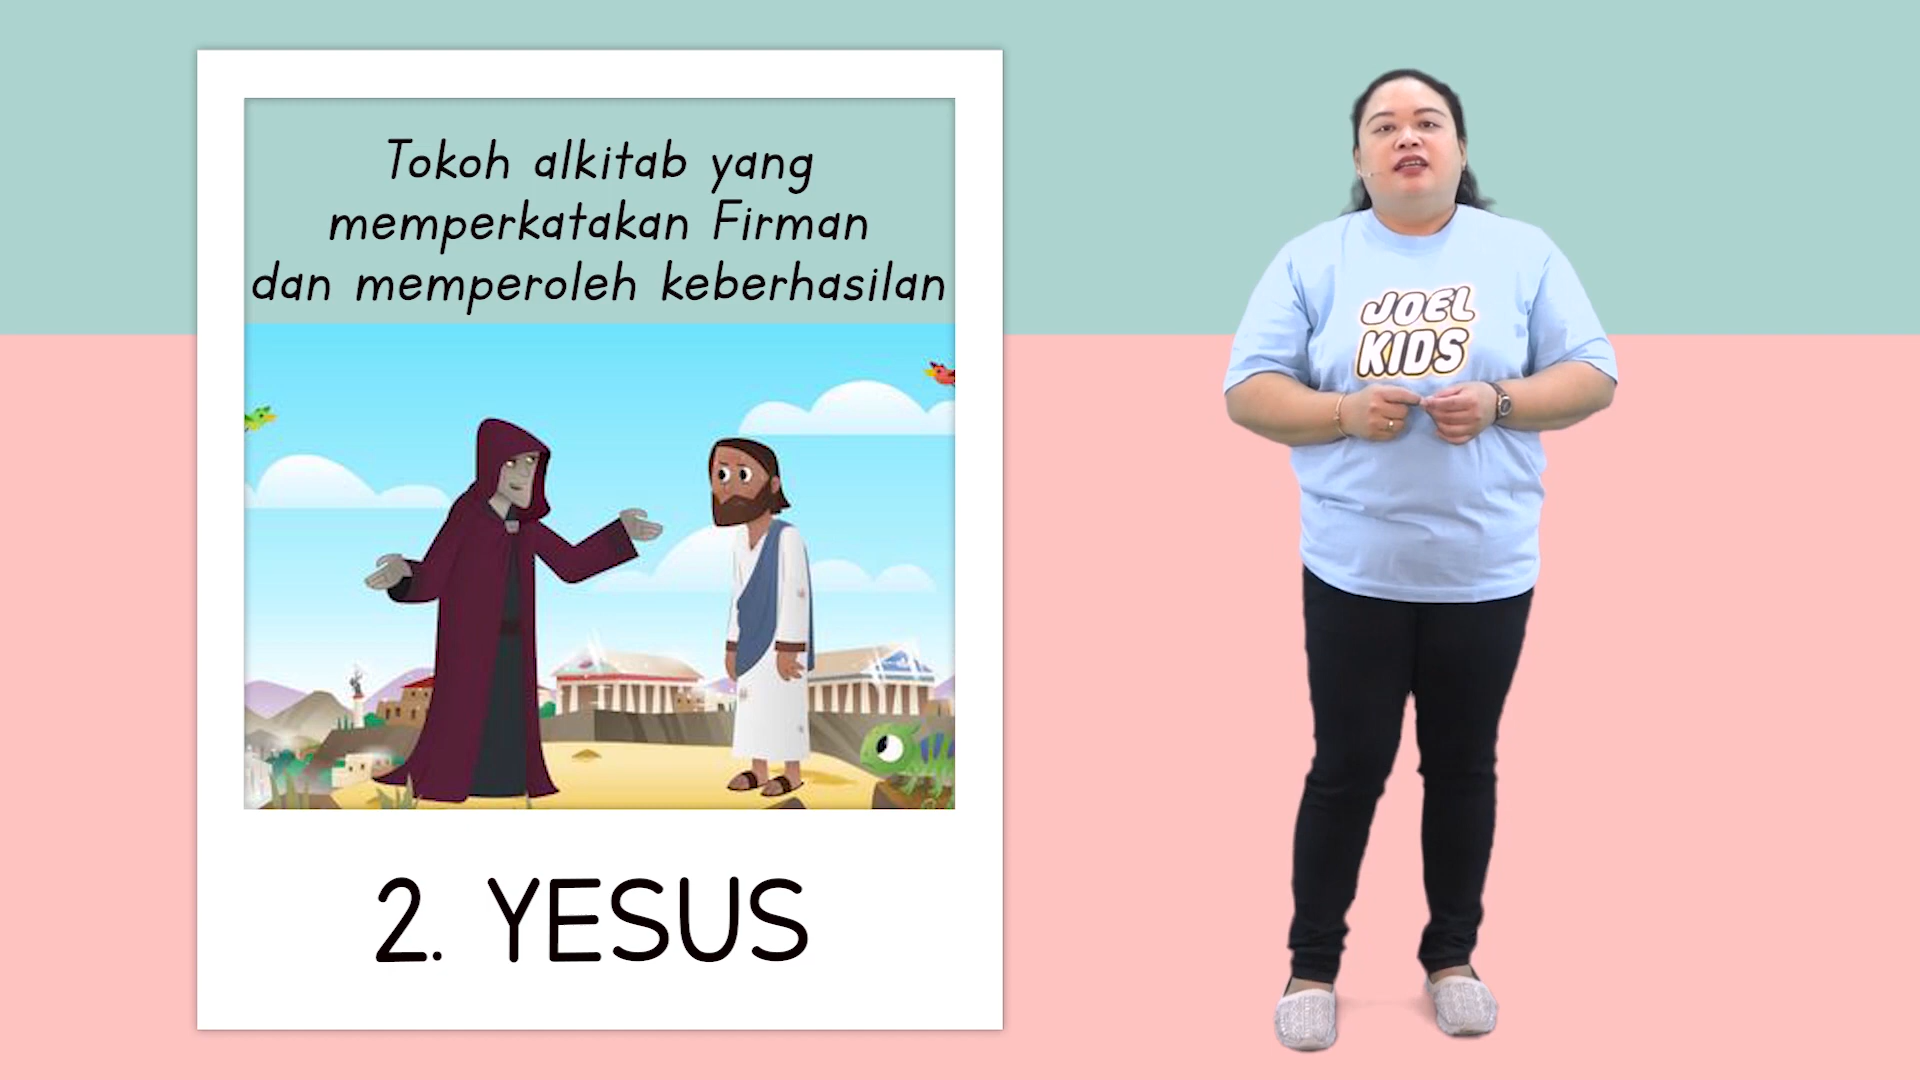 Tokoh alkitab yang
memperkatakan Firman
dan memperoleh keberhasilan
2. YESUS
JOEL
KIDS